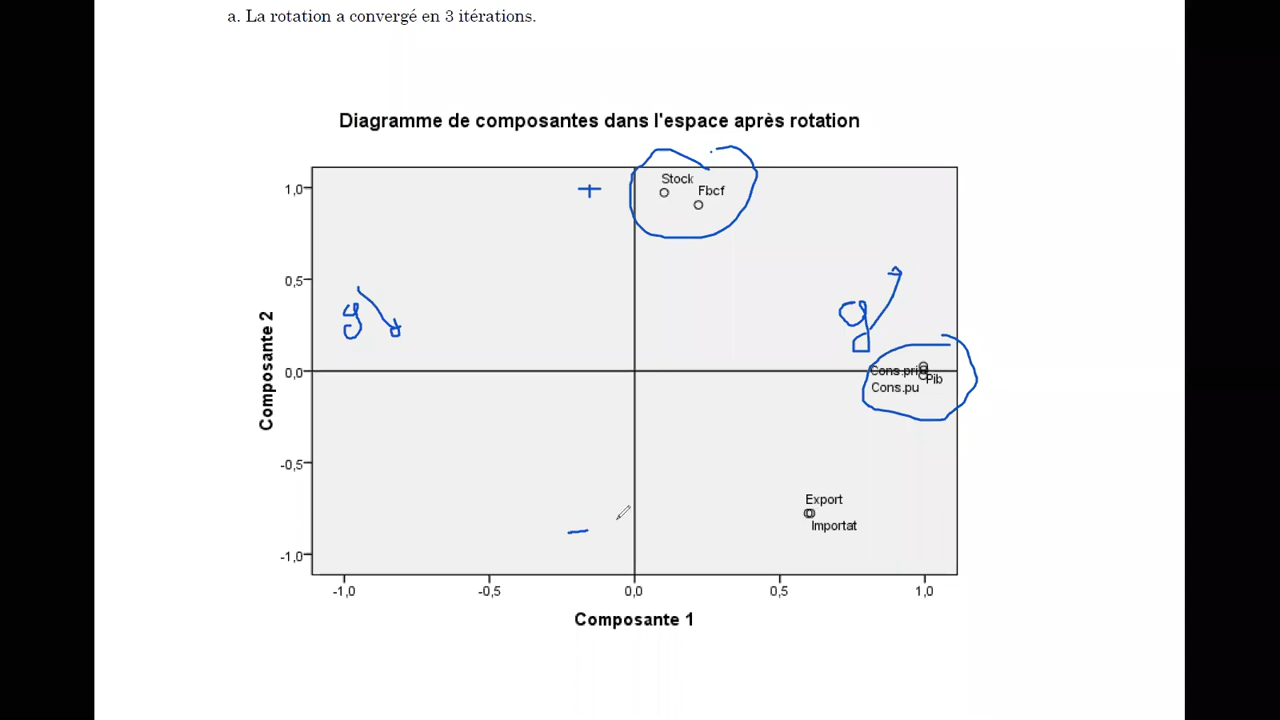 a. La rotation a convergé en 3 itérations.
Diagramme de composantes dans l'espace après rotation
Stock
Fbcf
1,0
+
0,5
g
g
Composante 2
0,0
Cons.pri
Pib
Cons.pu
-0,5
Export
Importat
-
-1,0
-1,0 -0,5 0,0 0,5 1,0
Composante 1